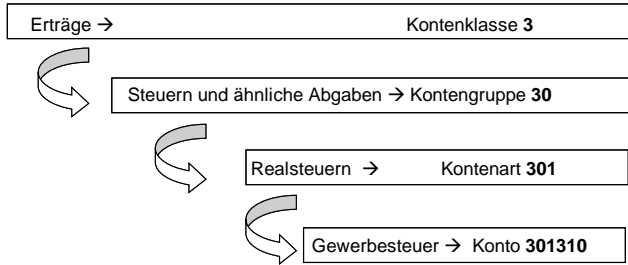 Erträge → Kontenklasse 3
Steuern und ähnliche Abgaben → Kontengruppe 30
Realsteuern → Kontenart 301
Gewerbesteuer → Konto 301310